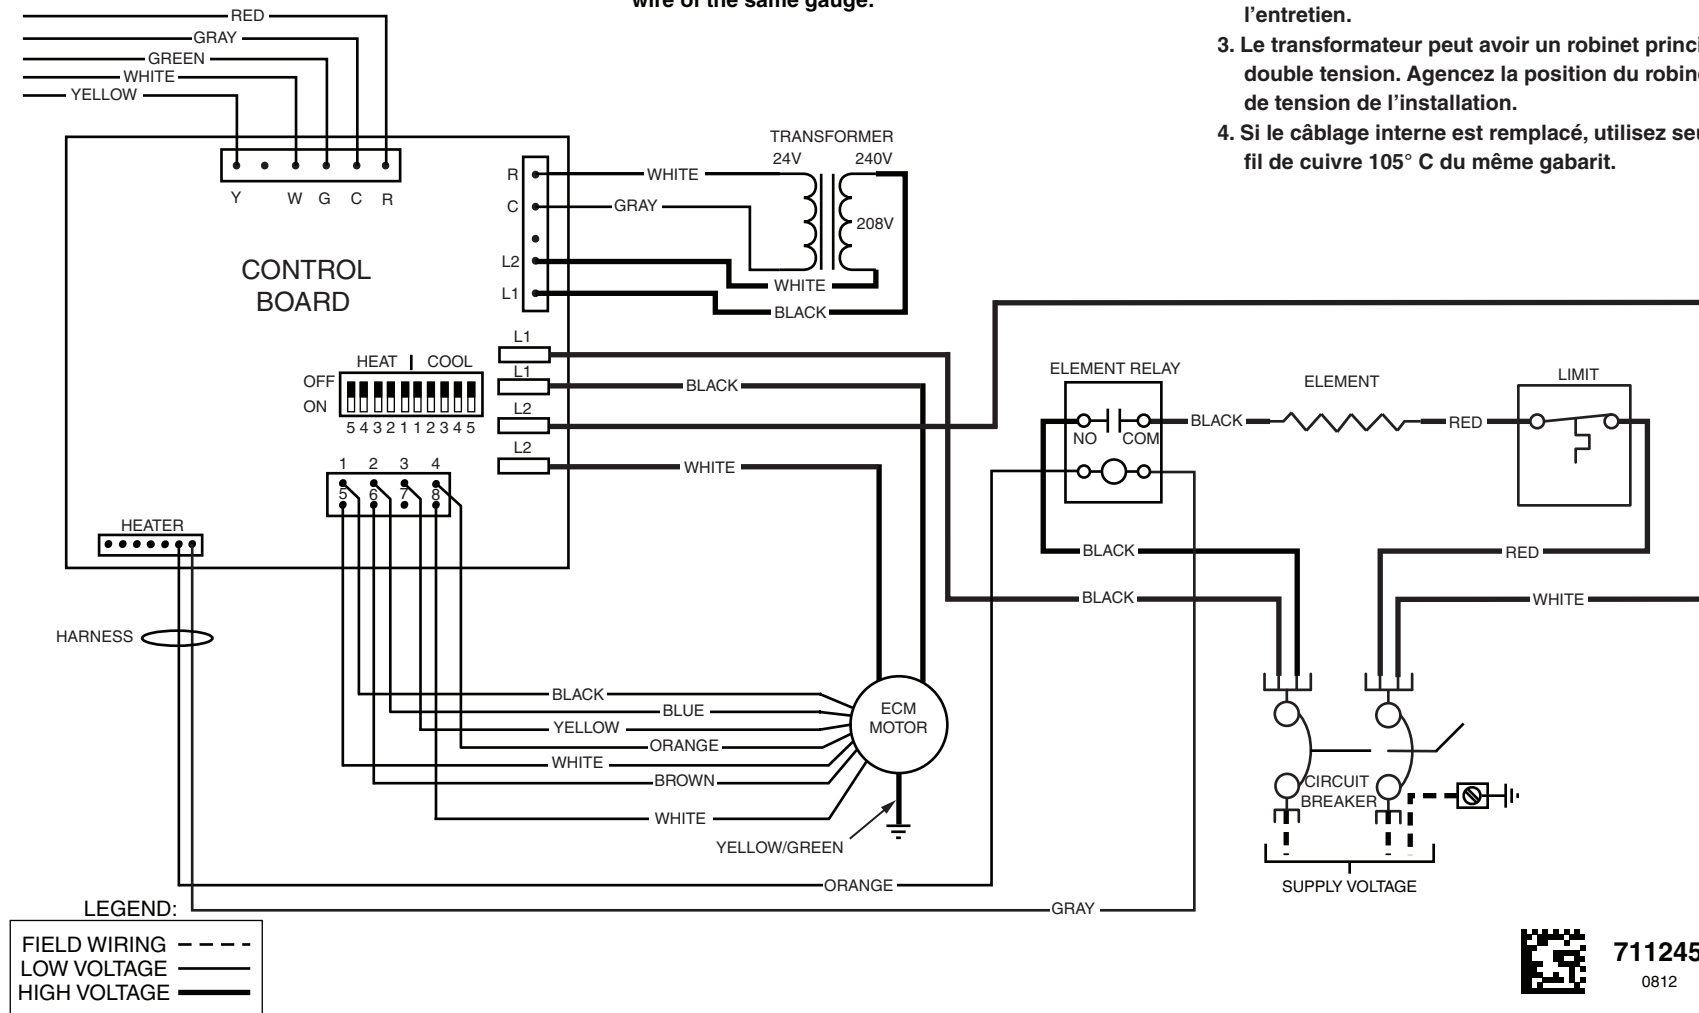 wire of the same gauge.
l'entretien.
3. Le transformateur peut avoir un robinet princi
double tension. Agencez la position du robine
de tension de l'installation.
4. Si le câblage interne est remplacé, utilisez seu
fil de cuivre 105° C du même gabarit.
RED
GRAY
GREEN
WHITE
YELLOW
Y W G C R
CONTROL
BOARD
R
C
L2
L1
WHITE
GRAY
TRANSFORMER
24V 240V
208V
WHITE
BLACK
L1
L1
L2
L2
BLACK
WHITE
HEAT | COOL
OFF
ON
5 4 3 2 1 1 2 3 4 5
1 2 3 4
5 6 7 8
HEATER
HARNESS
ELEMENT RELAY
NO COM
BLACK
ELEMENT
RED
LIMIT
BLACK
RED
BLACK
WHITE
BLACK
BLUE
YELLOW
ORANGE
WHITE
BROWN
WHITE
ECM
MOTOR
YELLOW/GREEN
CIRCUIT
BREAKER
SUPPLY VOLTAGE
ORANGE
GRAY
LEGEND:
FIELD WIRING
LOW VOLTAGE
HIGH VOLTAGE
711245
0812